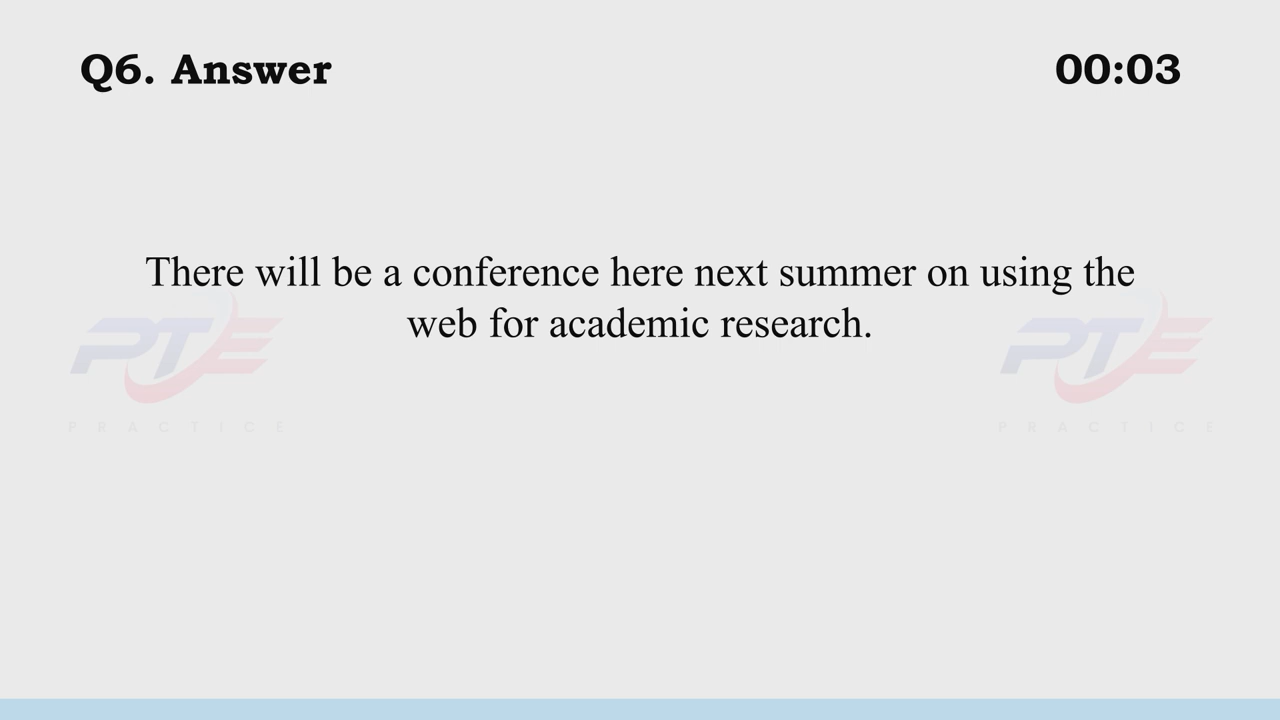 Q6. Answer
00:03
There will be a conference here next summer on using the
web for academic research.
PTE
PRACTICE
PTE
PRACTICE